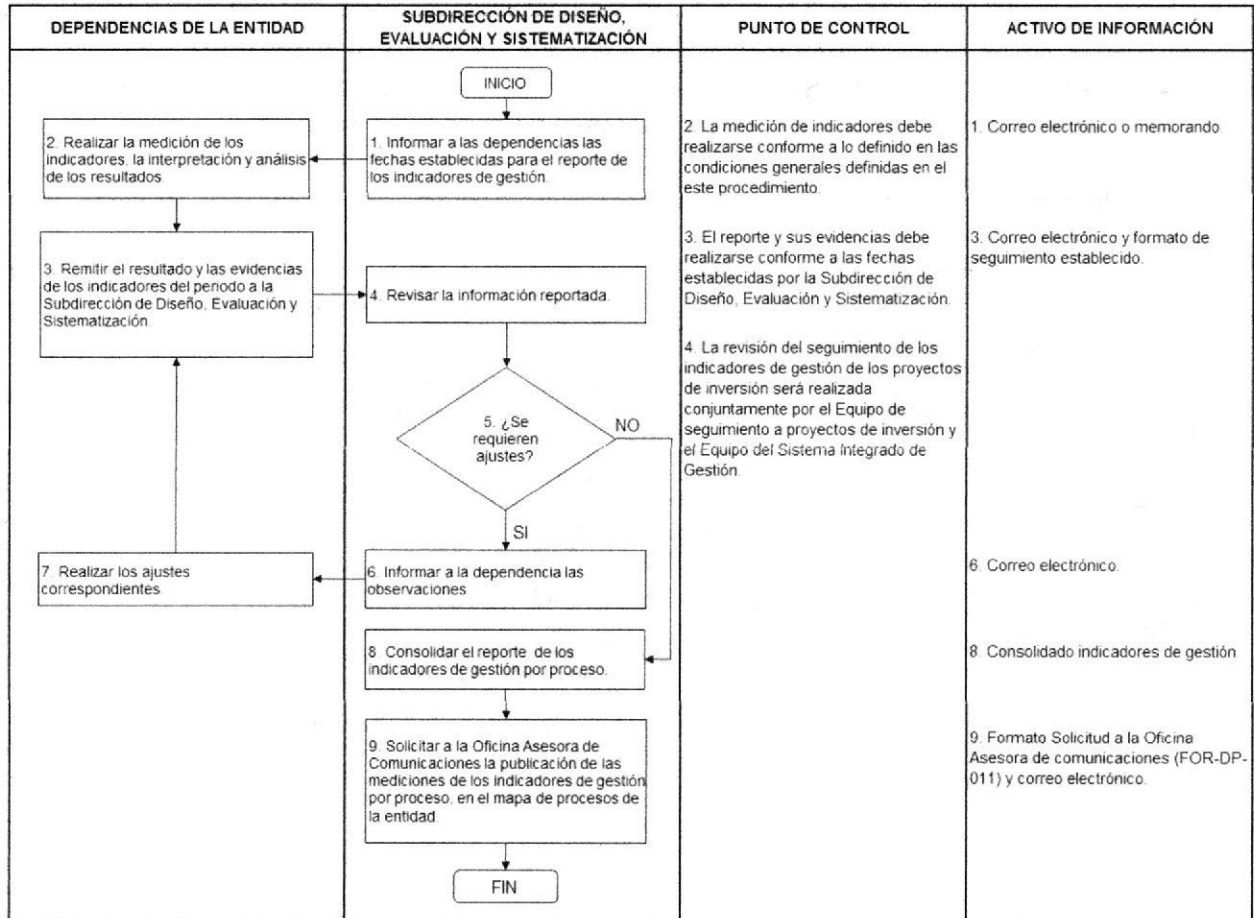 DEPENDENCIAS DE LA ENTIDAD
SUBDIRECCIÓN DE DISEÑO,
EVALUACIÓN Y SISTEMATIZACIÓN
PUNTO DE CONTROL
ACTIVO DE INFORMACIÓN
INICIO
2. Realizar la medición de los
indicadores, la interpretación y análisis
de los resultados.
1. Informar a las dependencias las
fechas establecidas para el reporte de
los indicadores de gestión.
2. La medición de indicadores debe
realizarse conforme a lo definido en las
condiciones generales definidas en el
este procedimiento.
1. Correo electrónico o memorando
3. Remitir el resultado y las evidencias
de los indicadores del periodo a la
Subdirección de Diseño, Evaluación y
Sistematización.
4. Revisar la información reportada.
3. El reporte y sus evidencias debe
realizarse conforme a las fechas
establecidas por la Subdirección de
Diseño, Evaluación y Sistematización.
3. Correo electrónico y formato de
seguimiento establecido.
4. La revisión del seguimiento de los
indicadores de gestión de los proyectos
de inversión será realizada
conjuntamente por el Equipo de
seguimiento a proyectos de inversión y
el Equipo del Sistema Integrado de
Gestión.
5. ¿Se
requieren
ajustes?
NO
SI
7. Realizar los ajustes
correspondientes.
6. Informar a la dependencia las
observaciones
6. Correo electrónico.
8. Consolidar el reporte de los
indicadores de gestión por proceso.
8. Consolidado indicadores de gestión
9. Solicitar a la Oficina Asesora de
Comunicaciones la publicación de las
mediciones de los indicadores de gestión
por proceso, en el mapa de procesos de
la entidad.
9. Formato Solicitud a la Oficina
Asesora de comunicaciones (FOR-DP-
011) y correo electrónico.
FIN